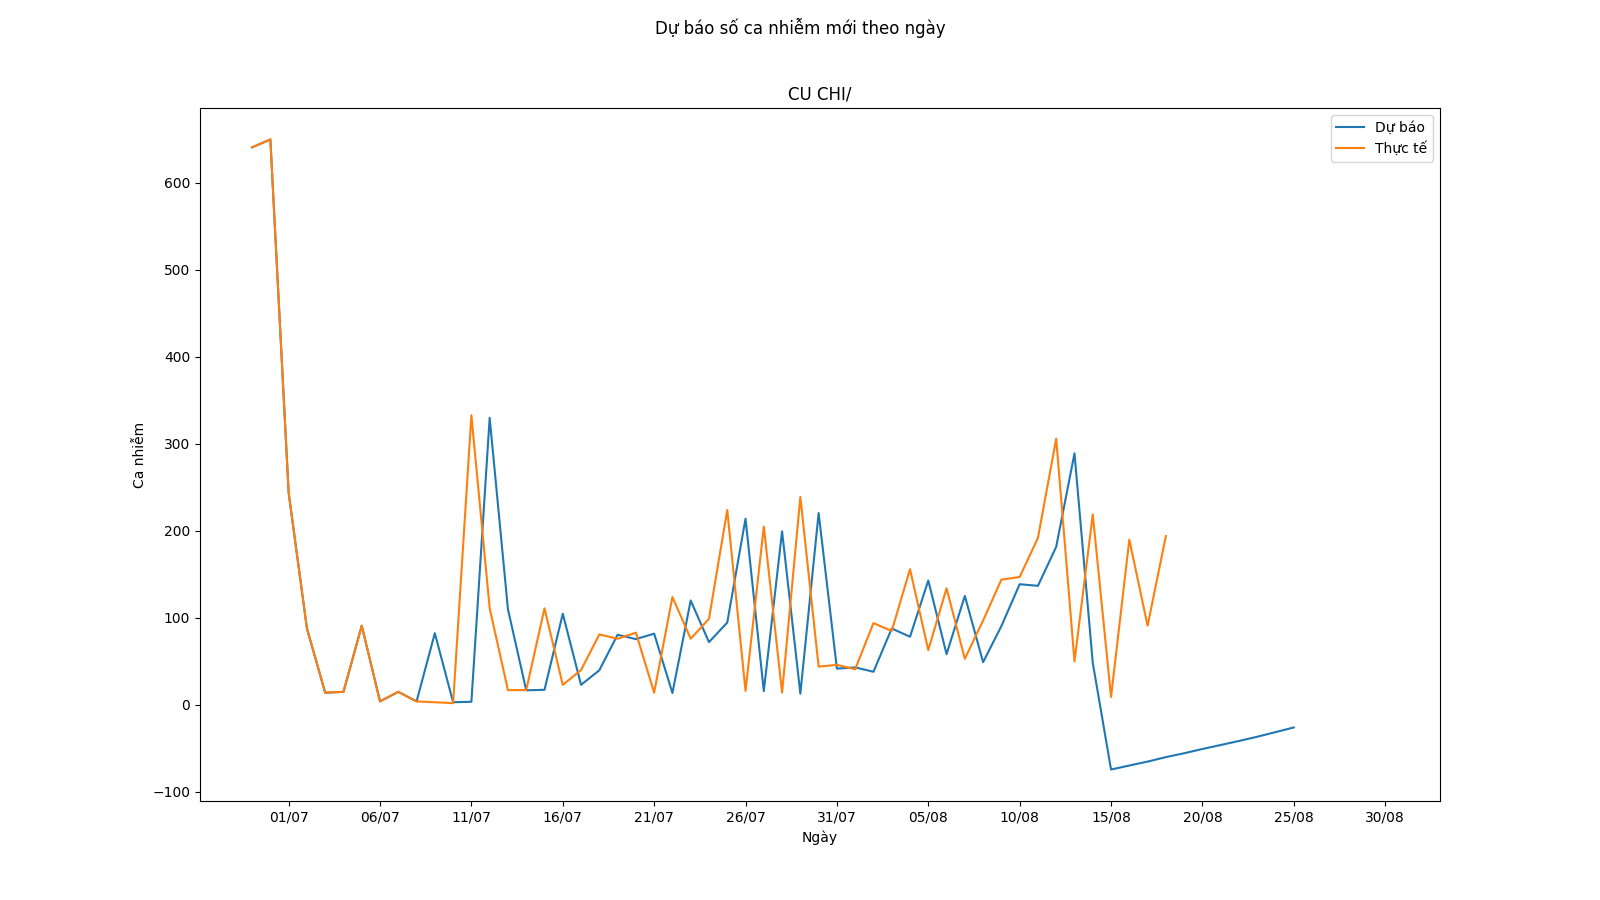 Dự báo số ca nhiễm mới theo ngày
CU CHI/
Dự báo
Thực tế
600
500
400
300
200
100
0
−100
Ca nhiễm
01/07 06/07 11/07 16/07 21/07 26/07 31/07 05/08 10/08 15/08 20/08 25/08 30/08
Ngày